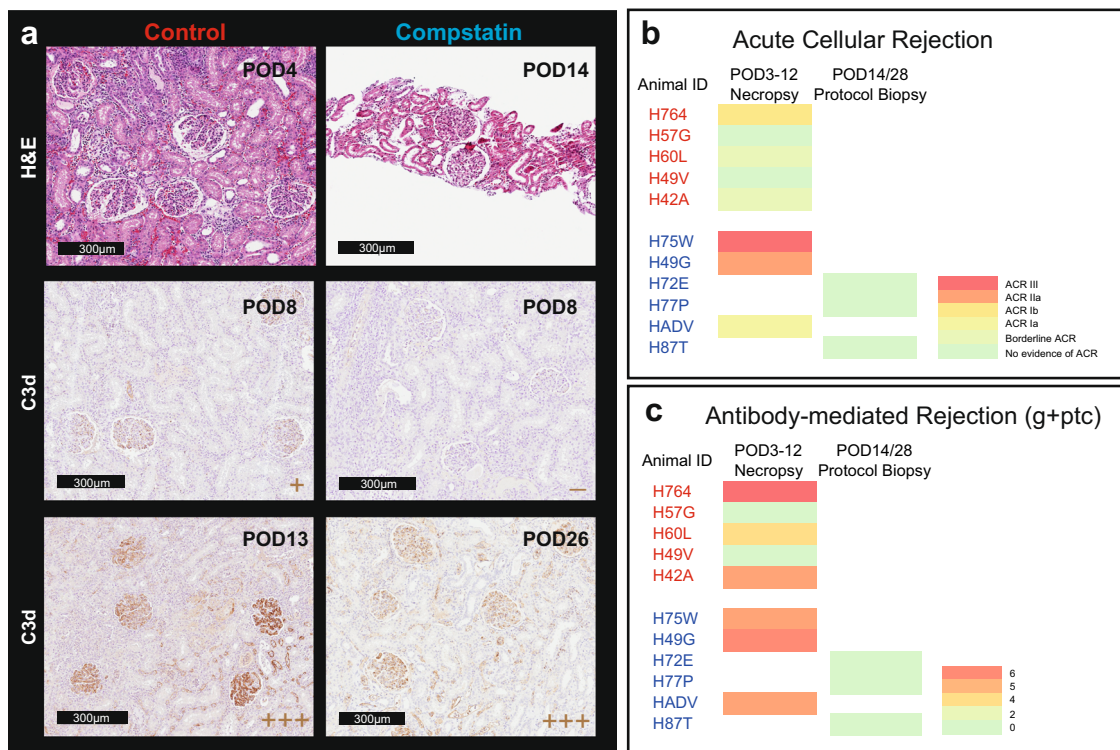 a
Control
Compstatin
H&E
POD4
POD14
300µm
300µm
C3d
POD8
POD8
300µm
+
300µm
−
C3d
POD13
POD26
300µm
+++
300µm
+++
b
Acute Cellular Rejection
Animal ID
POD3-12
Necropsy
POD14/28
Protocol Biopsy
H764
H57G
H60L
H49V
H42A
H75W
H49G
H72E
H77P
HADV
H87T
ACR III
ACR IIa
ACR Ib
ACR Ia
Borderline ACR
No evidence of ACR
c
Antibody-mediated Rejection (g+ptc)
Animal ID
POD3-12
Necropsy
POD14/28
Protocol Biopsy
H764
H57G
H60L
H49V
H42A
H75W
H49G
H72E
H77P
HADV
H87T
6
5
4
2
0